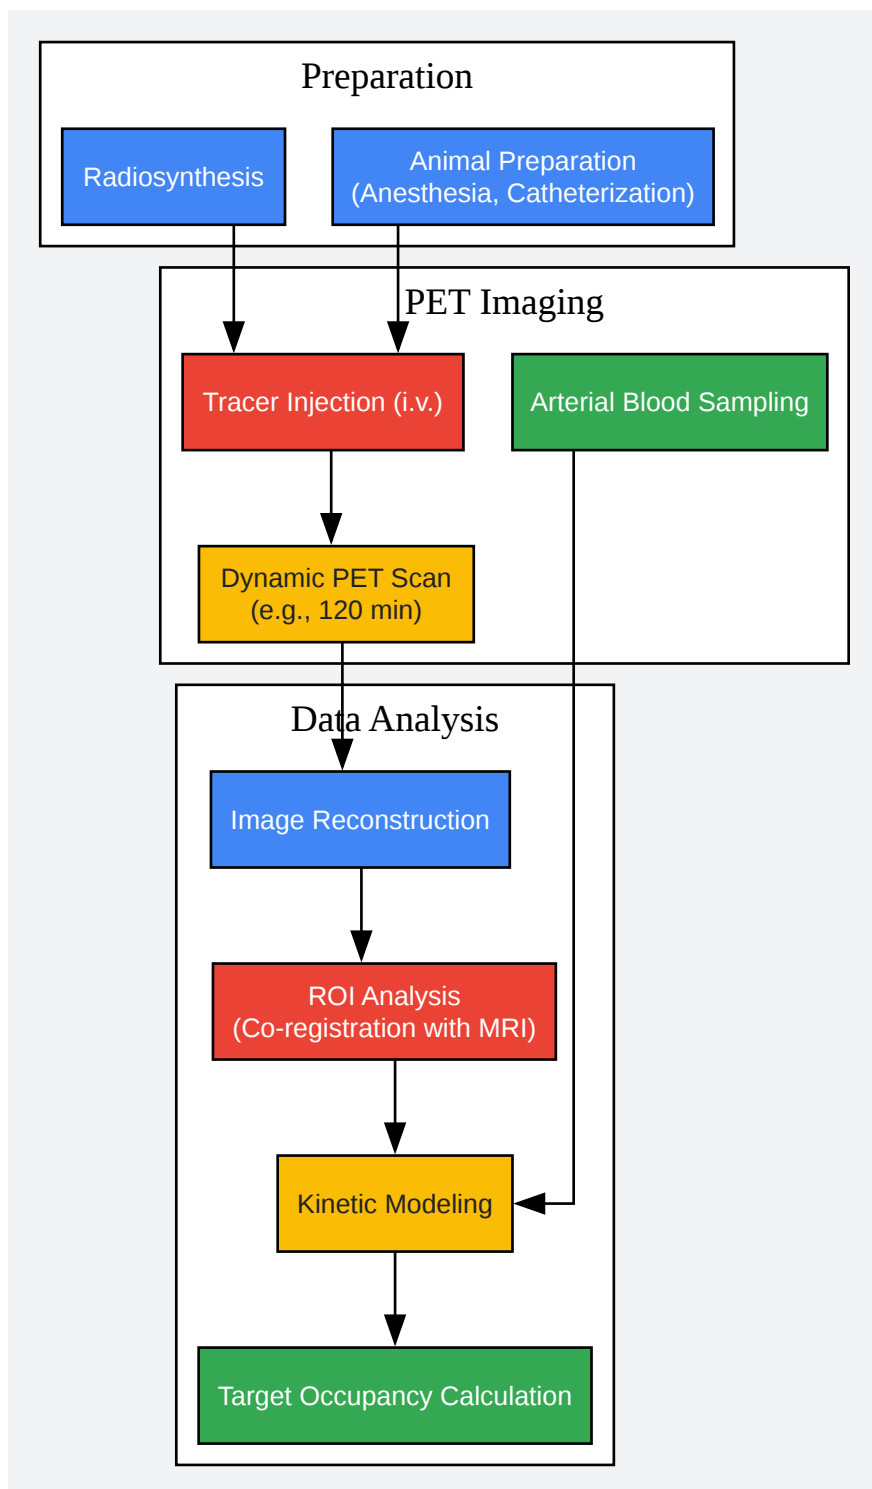 Preparation
Radiosynthesis
Animal Preparation
(Anesthesia, Catheterization)
PET Imaging
Tracer Injection (i.v.)
Arterial Blood Sampling
Dynamic PET Scan
(e.g., 120 min)
Data Analysis
Image Reconstruction
ROI Analysis
(Co-registration with MRI)
Kinetic Modeling
Target Occupancy Calculation